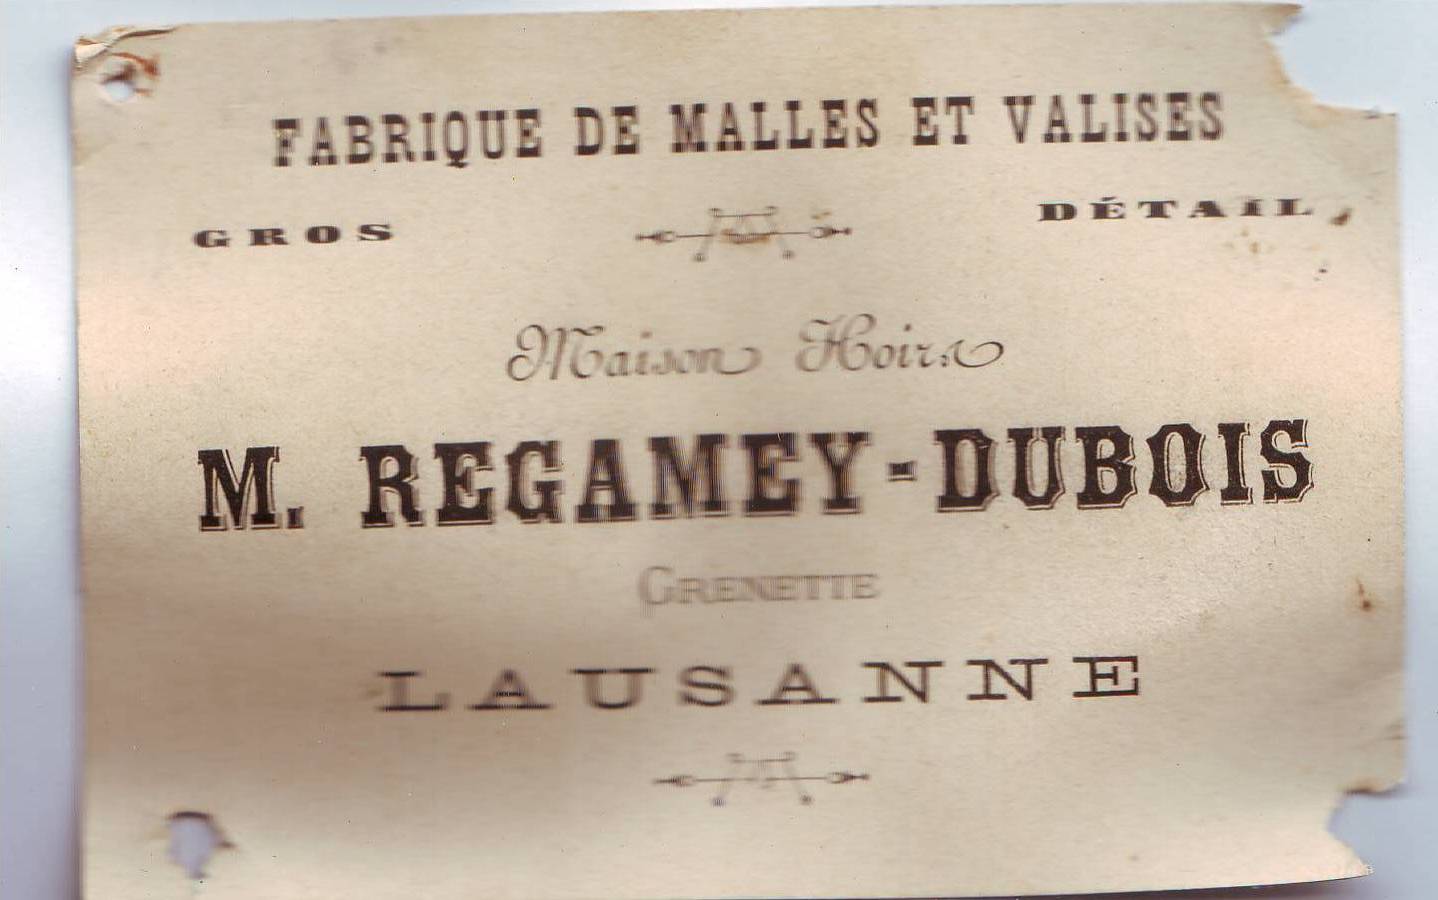 FABRIQUE DE MALLES ET VALISES
GROS DÉTAIL
Maison Hoirs
M. REGAMEY-DUBOIS
GRENETTE
LAUSANNE